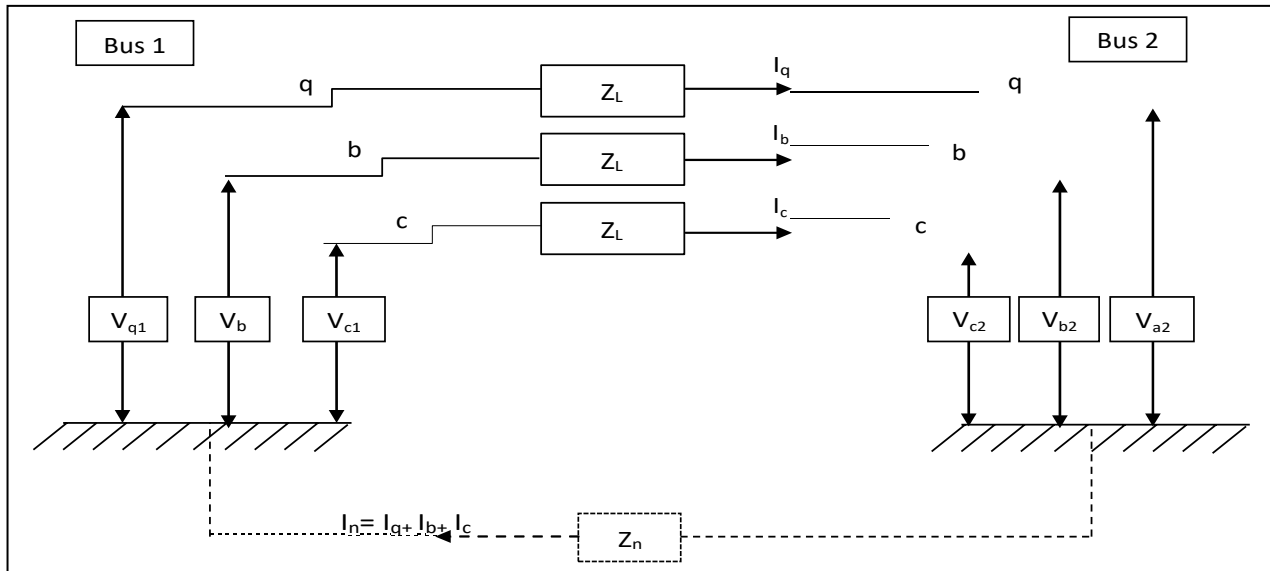 Bus 1
Bus 2
q
Z_L
I_q
q
b
Z_L
I_b
b
c
Z_L
I_c
c
V_q1
V_b
V_c1
V_c2
V_b2
V_a2
I_n= I_q+ I_b+ I_c
Z_n